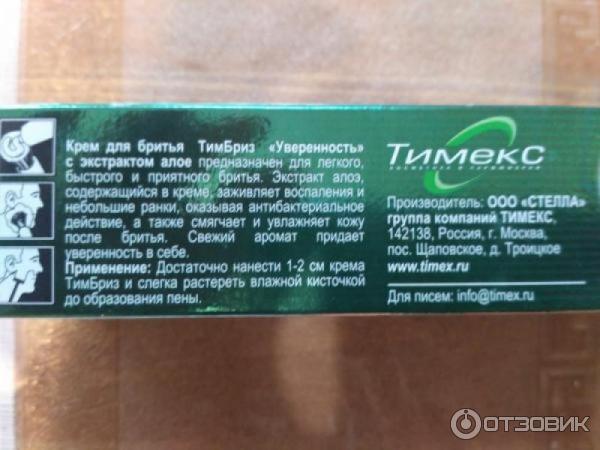 Крем для бритья ТимБриз «Уверенность»
с экстрактом алое предназначен для легкого,
быстрого и приятного бритья. Экстракт алоэ,
содержащийся в креме, заживляет воспаления и
небольшие ранки, оказывая антибактериальное
действие, а также смягчает и увлажняет кожу
после бритья. Свежий аромат придает
уверенность в себе.
Применение: Достаточно нанести 1-2 см крема
ТимБриз и слегка растереть влажной кисточкой
до образования пены.
Тимекс
Производитель: ООО «СТЕЛЛА»
группа компаний ТИМЕКС,
142138, Россия, г. Москва,
пос. Щаповское, д. Троицкое
www.timex.ru
Для писем: info@timex.ru
ОТЗОВИК